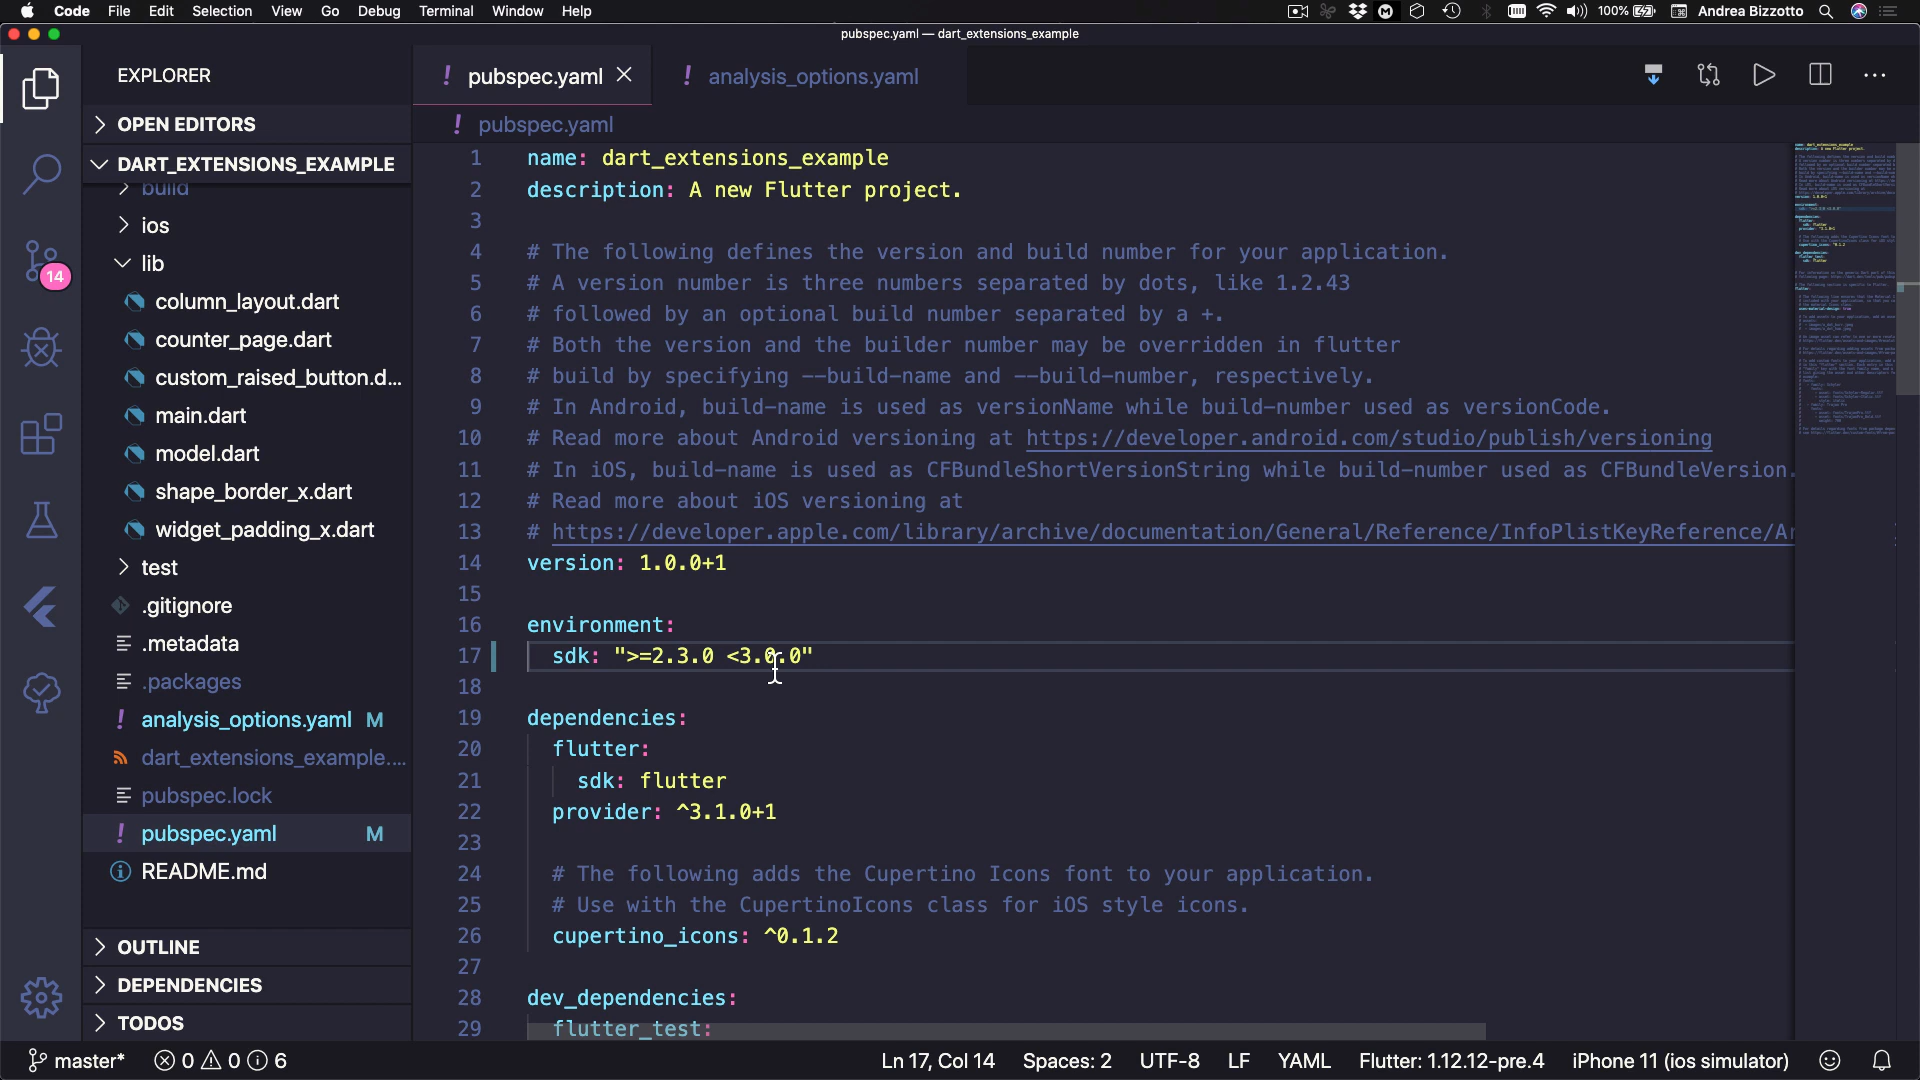 Code File Edit Selection View Go Debug Terminal Window Help 100% Andrea Bizzotto
pubspec.yaml — dart_extensions_example
EXPLORER
OPEN EDITORS
DART_EXTENSIONS_EXAMPLE
build
ios
lib
column_layout.dart
counter_page.dart
custom_raised_button.d...
main.dart
model.dart
shape_border_x.dart
widget_padding_x.dart
test
.gitignore
.metadata
.packages
! analysis_options.yaml M
dart_extensions_example....
pubspec.lock
! pubspec.yaml M
README.md
OUTLINE
DEPENDENCIES
TODOS
14
! pubspec.yaml ! analysis_options.yaml
! pubspec.yaml
1 name: dart_extensions_example
2 description: A new Flutter project.
3
4 # The following defines the version and build number for your application.
5 # A version number is three numbers separated by dots, like 1.2.43
6 # followed by an optional build number separated by a +.
7 # Both the version and the builder number may be overridden in flutter
8 # build by specifying --build-name and --build-number, respectively.
9 # In Android, build-name is used as versionName while build-number used as versionCode.
10 # Read more about Android versioning at https://developer.android.com/studio/publish/versioning
11 # In iOS, build-name is used as CFBundleShortVersionString while build-number used as CFBundleVersion.
12 # Read more about iOS versioning at
13 # https://developer.apple.com/library/archive/documentation/General/Reference/InfoPlistKeyReference/Ar
14 version: 1.0.0+1
15
16 environment:
17 sdk: ">=2.3.0 <3.0.0"
18
19 dependencies:
20 flutter:
21 sdk: flutter
22 provider: ^3.1.0+1
23
24 # The following adds the Cupertino Icons font to your application.
25 # Use with the CupertinoIcons class for iOS style icons.
26 cupertino_icons: ^0.1.2
27
28 dev_dependencies:
29 flutter_test:
master* 0 0 6 Ln 17, Col 14 Spaces: 2 UTF-8 LF YAML Flutter: 1.12.12-pre.4 iPhone 11 (ios simulator)